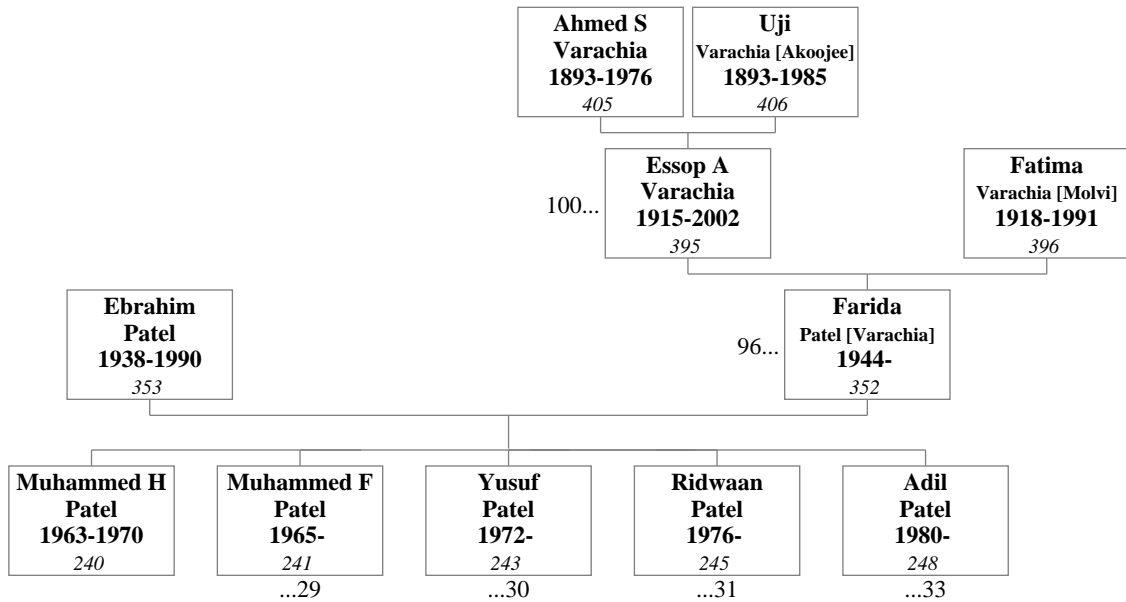 Ahmed S
Varachia
1893-1976
405
Uji
Varachia [Akoojee]
1893-1985
406
100...
Essop A
Varachia
1915-2002
395
Fatima
Varachia [Molvi]
1918-1991
396
Ebrahim
Patel
1938-1990
353
96...
Farida
Patel [Varachia]
1944-
352
Muhammed H
Patel
1963-1970
240
Muhammed F
Patel
1965-
241
...29
Yusuf
Patel
1972-
243
...30
Ridwaan
Patel
1976-
245
...31
Adil
Patel
1980-
248
...33